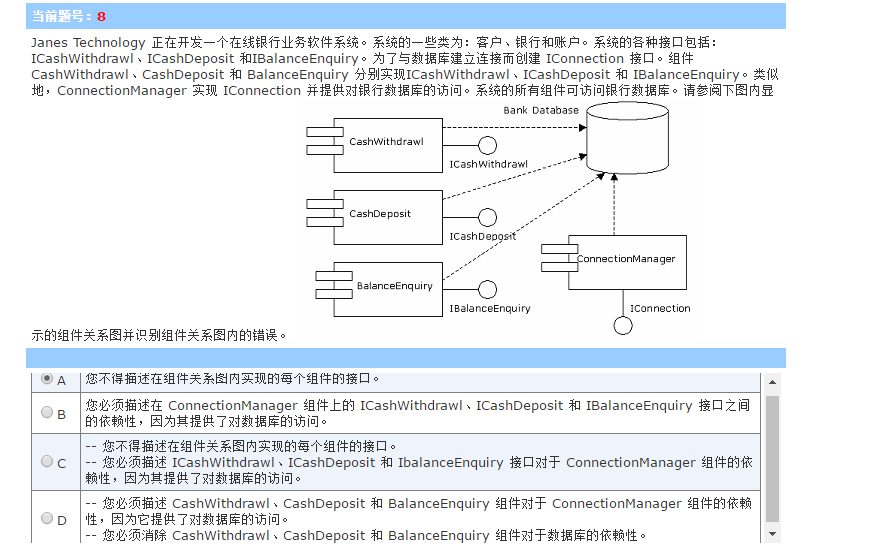 当前题号：8
Janes Technology 正在开发一个在线银行业务软件系统。系统的一些类为：客户、银行和账户。系统的各种接口包括：
ICashWithdrawl、ICashDeposit 和IBalanceEnquiry。为了与数据库建立连接而创建 IConnection 接口。组件
CashWithdrawl、CashDeposit 和 BalanceEnquiry 分别实现ICashWithdrawl、ICashDeposit 和 IBalanceEnquiry。类似
地，ConnectionManager 实现 IConnection 并提供对银行数据库的访问。系统的所有组件可访问银行数据库。请参阅下图内显
Bank Database
CashWithdrawl
ICashWithdrawl
CashDeposit
ICashDeposit
ConnectionManager
BalanceEnquiry
IBalanceEnquiry
IConnection
示的组件关系图并识别组件关系图内的错误。
A 您不得描述在组件关系图内实现的每个组件的接口。
B 您必须描述在 ConnectionManager 组件上的 ICashWithdrawl、ICashDeposit 和 IBalanceEnquiry 接口之间
的依赖性，因为其提供了对数据库的访问。
-- 您不得描述在组件关系图内实现的每个组件的接口。
C -- 您必须描述 ICashWithdrawl、ICashDeposit 和 IbalanceEnquiry 接口对于 ConnectionManager 组件的依
赖性，因为其提供了对数据库的访问。
-- 您必须描述 CashWithdrawl、CashDeposit 和 BalanceEnquiry 组件对于 ConnectionManager 组件的依赖
D 性，因为它提供了对数据库的访问。
-- 您必须消除 CashWithdrawl、CashDeposit 和 BalanceEnquiry 组件对于数据库的依赖性。